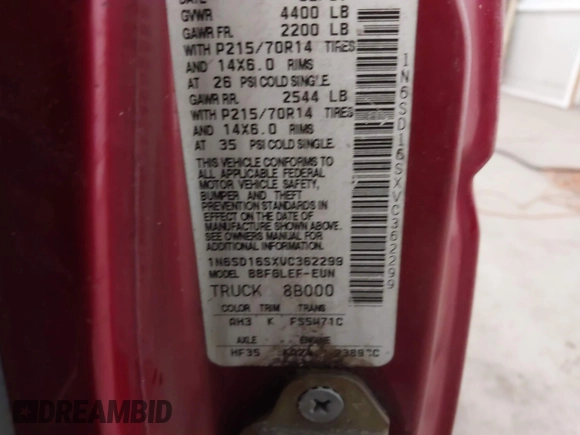 GVWR 4400 LB
GAWR FR. 2200 LB
WITH P215/70R14 TIRES
AND 14X6.0 RIMS
AT 26 PSI COLD SINGLE.
GAWR RR. 2544 LB
WITH P215/70R14 TIRES
AND 14X6.0 RIMS
AT 35 PSI COLD SINGLE.
THIS VEHICLE CONFORMS TO
ALL APPLICABLE FEDERAL
MOTOR VEHICLE SAFETY,
BUMPER AND THEFT
PREVENTION STANDARDS IN
EFFECT ON THE DATE OF
MANUFACTURE SHOWN ABOVE.
SEE OWNERS MANUAL FOR
ADDITIONAL INFORMATION.
1N6SD16SXVC362299
MODEL BBFGLEF-EUN
TRUCK 8B000
COLOR TRIM TRANS
AH3 K FS5W71C
AXLE ENGINE
HF35 KA24
1N6SD16SXVC362299
DREAMBID